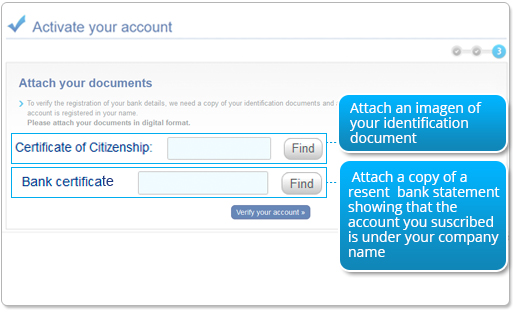 Activate your account
3
Attach your documents
To verify the registration of your bank details, we need a copy of your identification documents and
account is registered in your name.
Please attach your documents in digital format.
Attach an imagen of
your identification
document
Certificate of Citizenship:
Find
Bank certificate
Find
Attach a copy of a
resent bank statement
showing that the
account you suscribed
is under your company
name
Verify your account »